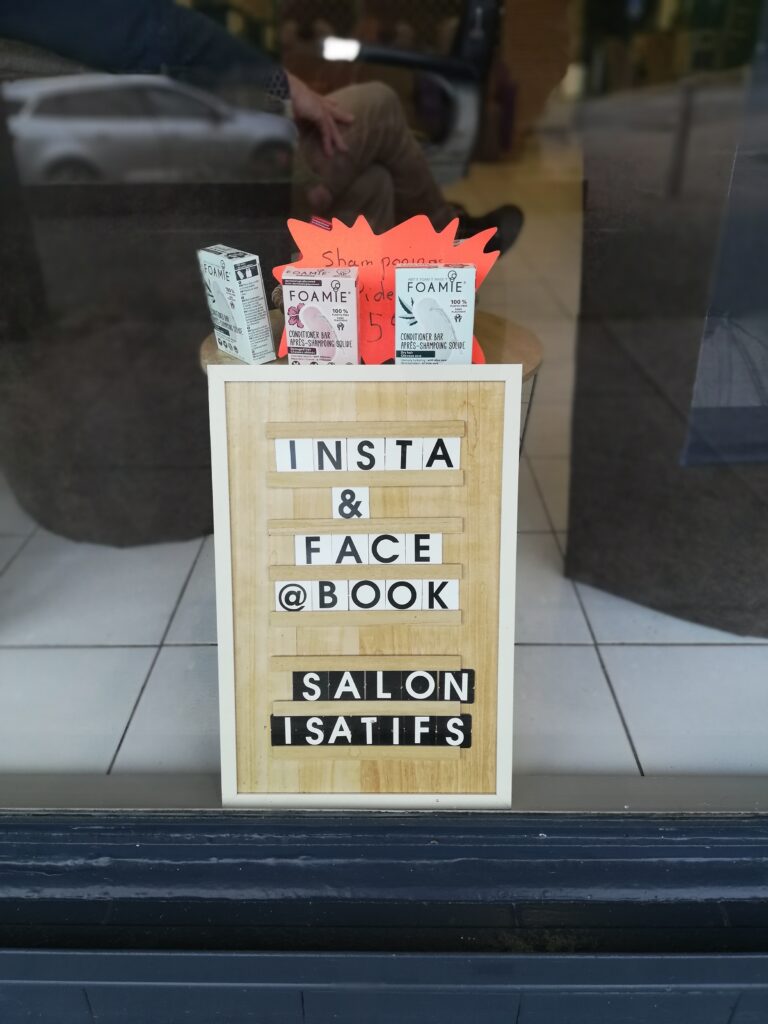 Shampooing
FOAMIE
FOAMIE
100 %
CONDITIONER BAR
APRÈS-SHAMPOING SOLIDE
FOAMIE
100 %
CONDITIONER BAR
APRÈS-SHAMPOING SOLIDE
INSTA
&
FACE
@BOOK
SALON
ISATIFS